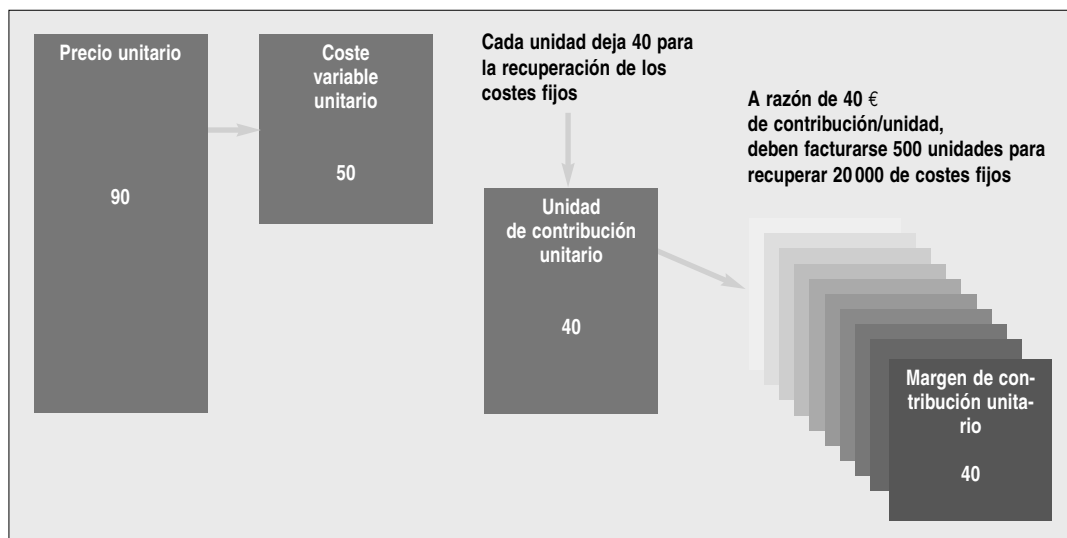 Precio unitario
90
Coste
variable
unitario
50
Cada unidad deja 40 para
la recuperación de los
costes fijos
Unidad
de contribución
unitario
40
A razón de 40 €
de contribución/unidad,
deben facturarse 500 unidades para
recuperar 20 000 de costes fijos
Margen de con-
tribución unita-
rio
40